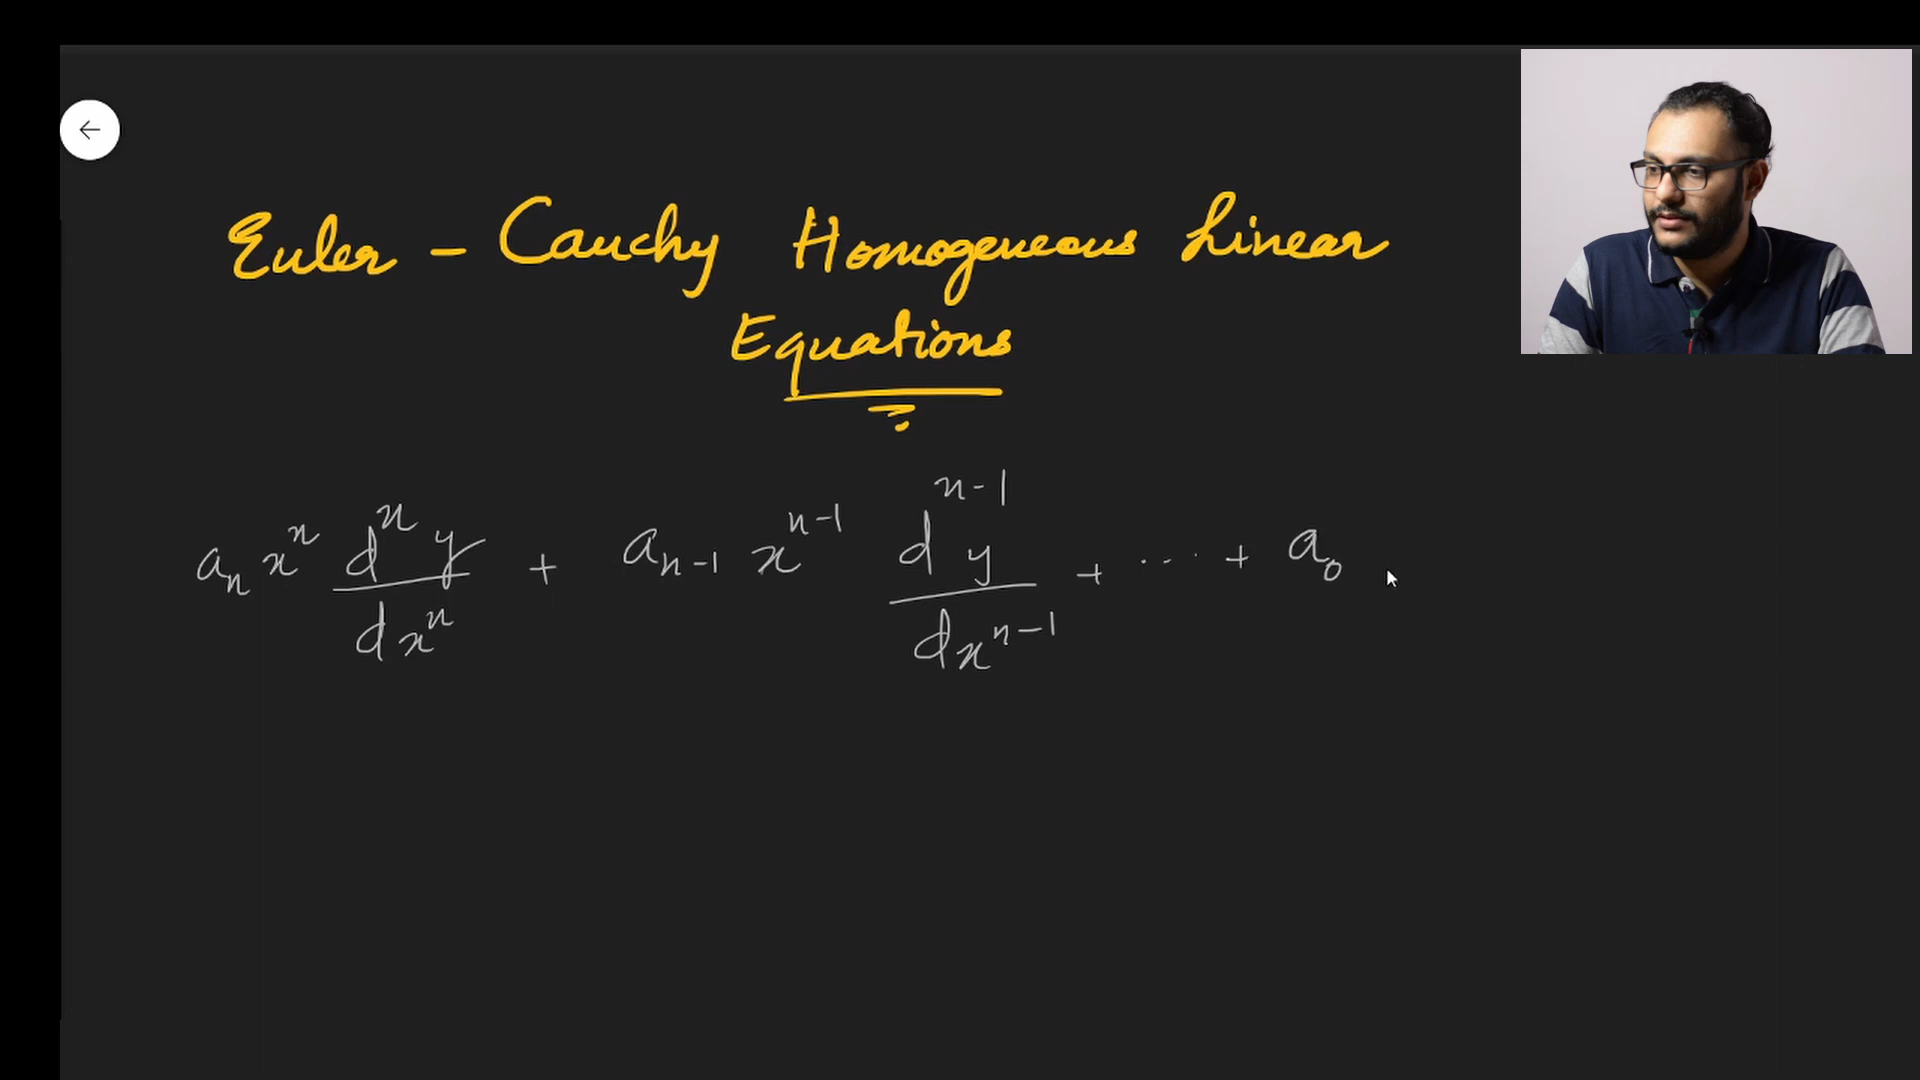 Euler - Cauchy Homogeneous Linear
Equations
aₙ xⁿ dⁿy/dxⁿ + aₙ₋₁ xⁿ⁻¹ dⁿ⁻¹y/dxⁿ⁻¹ + ... + a₀